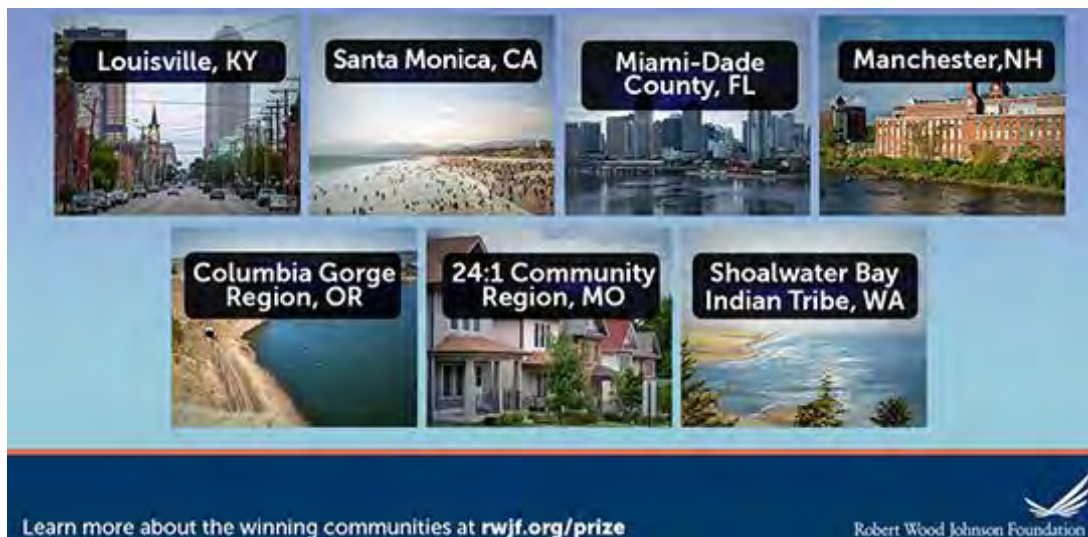 Louisville, KY
Santa Monica, CA
Miami-Dade
County, FL
Manchester,NH
Columbia Gorge
Region, OR
24:1 Community
Region, MO
Shoalwater Bay
Indian Tribe, WA
Learn more about the winning communities at rwjf.org/prize
Robert Wood Johnson Foundation